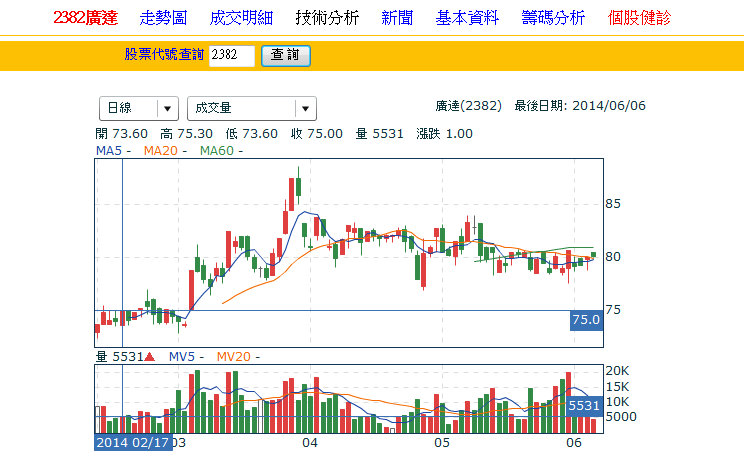 2382廣達 走勢圖 成交明細 技術分析 新聞 基本資料 籌碼分析 個股健診
股票代號查詢 2382 查詢
日線 成交量 廣達(2382) 最後日期: 2014/06/06
開 73.60 高 75.30 低 73.60 收 75.00 量 5531 漲跌 1.00
MA5 - MA20 - MA60 -
85
80
75
75.0
量 5531 MV5 - MV20 -
20K
15K
10K
5531
5000
2014 02/17 03 04 05 06